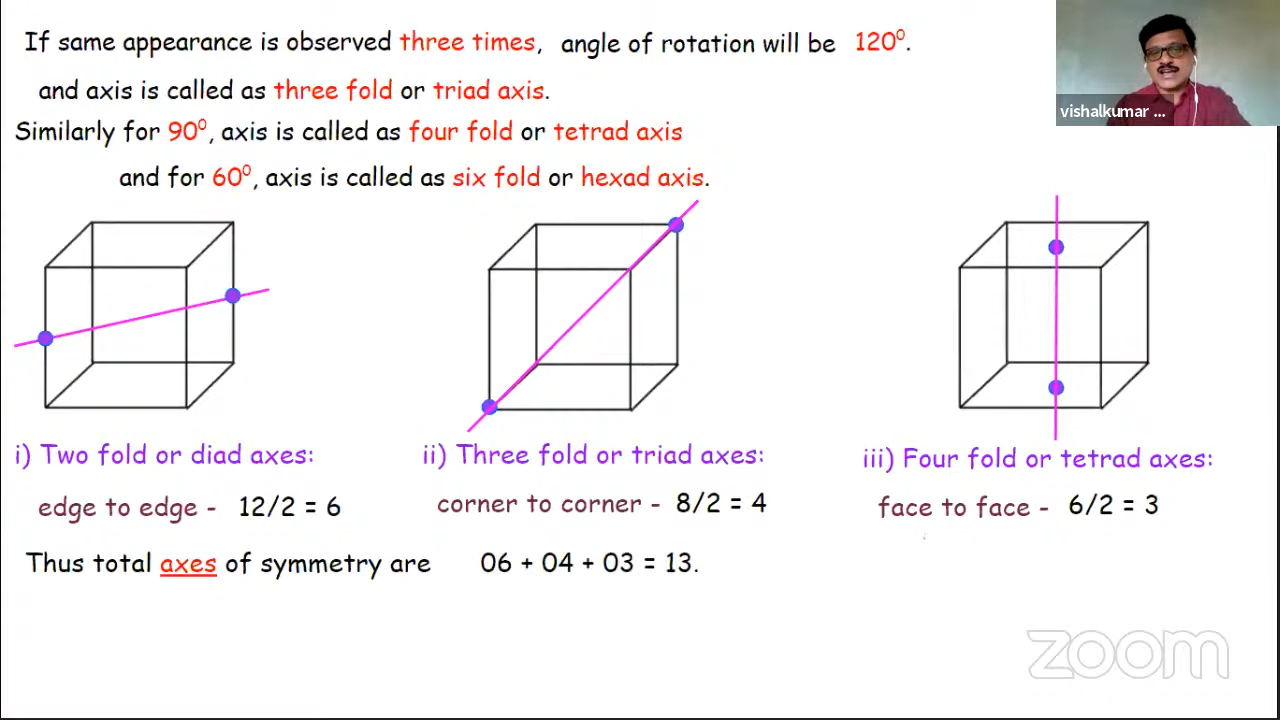 If same appearance is observed three times, angle of rotation will be 120⁰.
and axis is called as three fold or triad axis.
vishalkumar ...
Similarly for 90⁰, axis is called as four fold or tetrad axis
and for 60⁰, axis is called as six fold or hexad axis.
i) Two fold or diad axes:
edge to edge - 12/2 = 6
ii) Three fold or triad axes:
corner to corner - 8/2 = 4
iii) Four fold or tetrad axes:
face to face - 6/2 = 3
Thus total axes of symmetry are 06 + 04 + 03 = 13.
zoom